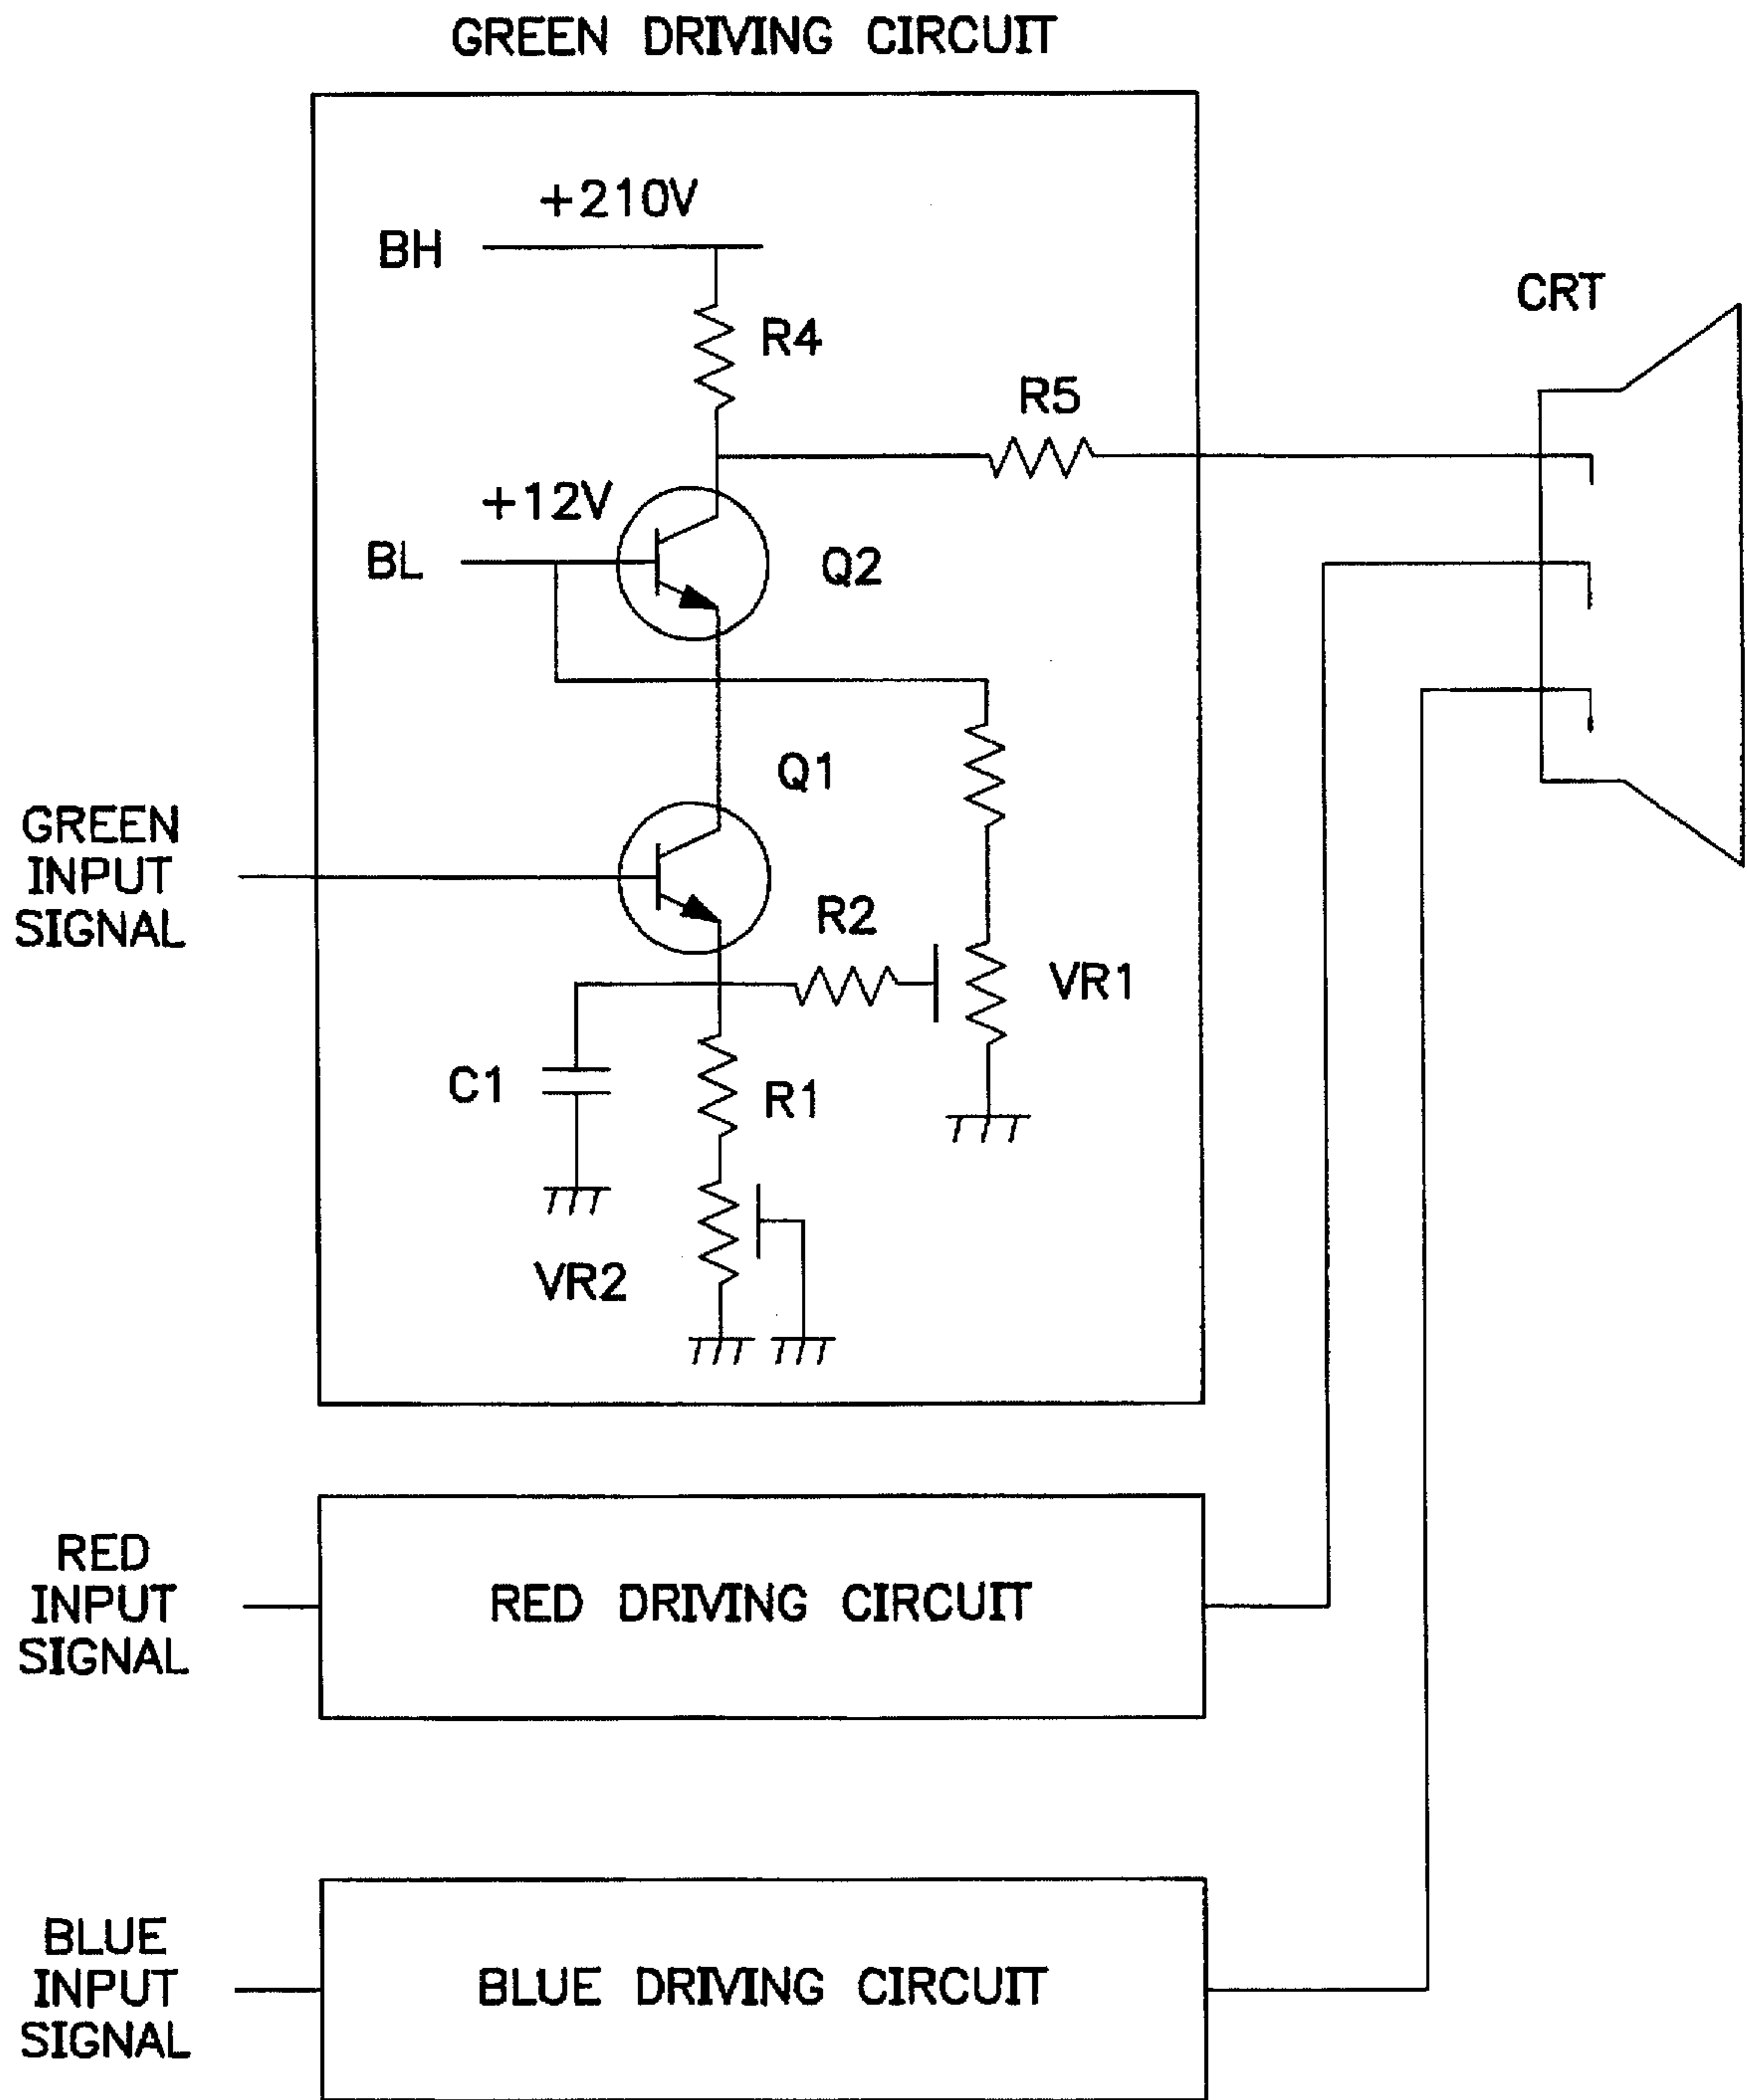 GREEN DRIVING CIRCUIT
+210V
BH
CRT
R4
R5
+12V
BL
Q2
Q1
GREEN
INPUT
SIGNAL
R2
VR1
C1
R1
VR2
RED
INPUT
SIGNAL
RED DRIVING CIRCUIT
BLUE
INPUT
SIGNAL
BLUE DRIVING CIRCUIT